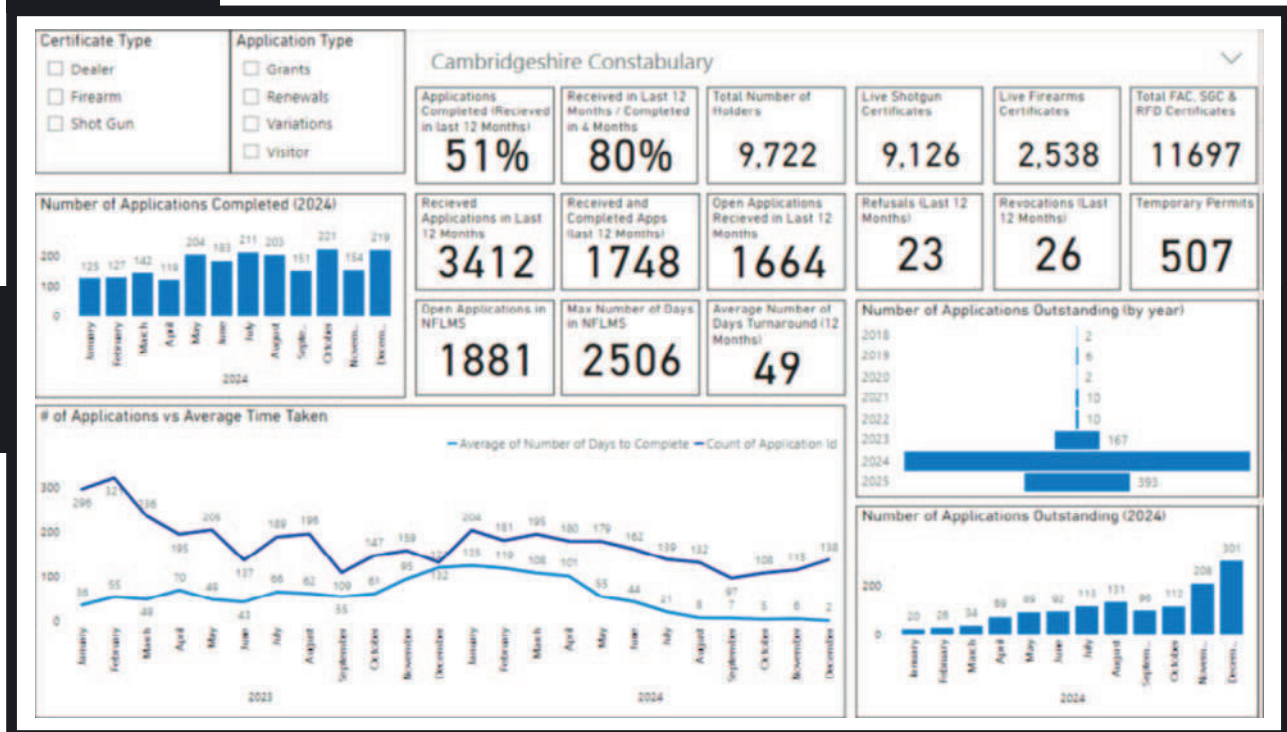 Certificate Type
Dealer
Firearm
Shot Gun
Application Type
Grants
Renewals
Variations
Visitor
Cambridgeshire Constabulary
Applications
Completed (Recieved
in last 12 Months)
51%
Received in Last 12
Months / Completed
in 4 Months
80%
Total Number of
Holders
9,722
Live Shotgun
Certificates
9,126
Live Firearms
Certificates
2,538
Total FAC, SGC &
RFD Certificates
11697
Number of Applications Completed (2024)
200
100
0
125 127 142 119 204 183 211 203 151 221 154 219
January February March April May June July August Septe... October Novem... Decem...
2024
Recieved
Applications in Last
12 Months
3412
Received and
Completed Apps
(last 12 Months)
1748
Open Applications
Recieved in Last 12
Months
1664
Refusals (Last 12
Months)
23
Revocations (Last
12 Months)
26
Temporary Permits
507
Open Applications in
NFLMS
1881
Max Number of Days
in NFLMS
2506
Average Number of
Days Turnaround (12
Months)
49
Number of Applications Outstanding (by year)
2018 2
2019 6
2020 2
2021 10
2022 10
2023 167
2024
2025 393
# of Applications vs Average Time Taken
Average of Number of Days to Complete Count of Application Id
300
200
100
0
296 321 236 195 205 137 189 196 109 147 159 132 204 181 195 180 179 162 139 132 97 108 115 138
55 49 70 43 66 62 55 61 95 119 108 101 55 44 21 8 7 5 6 2
January February March April May June July August September October November December January February March April May June July August September October November December
2023 2024
Number of Applications Outstanding (2024)
200
0
20 34 69 89 92 113 131 96 112 208 301
January February March April May June July August Septem... October Novem... Decem...
2024